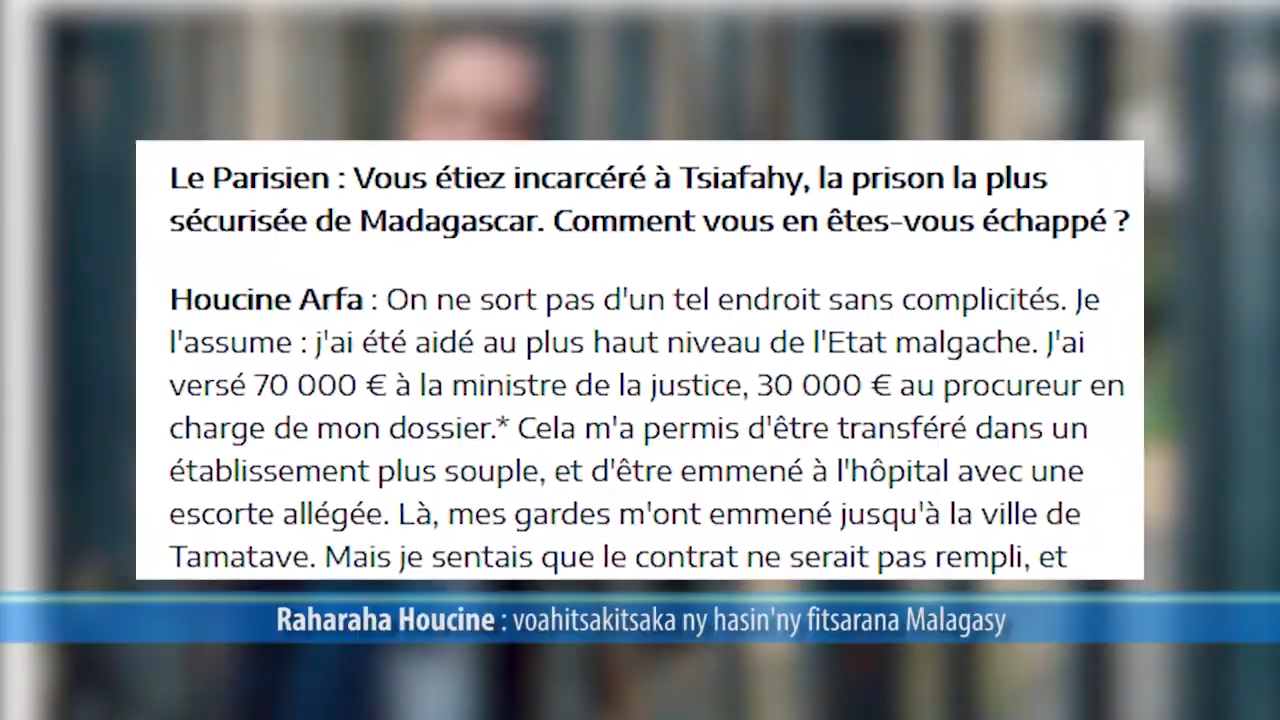 Le Parisien : Vous étiez incarcéré à Tsiafahy, la prison la plus
sécurisée de Madagascar. Comment vous en êtes-vous échappé ?
Houcine Arfa : On ne sort pas d'un tel endroit sans complicités. Je
l'assume : j'ai été aidé au plus haut niveau de l'Etat malgache. J'ai
versé 70 000 € à la ministre de la justice, 30 000 € au procureur en
charge de mon dossier.* Cela m'a permis d'être transféré dans un
établissement plus souple, et d'être emmené à l'hôpital avec une
escorte allégée. Là, mes gardes m'ont emmené jusqu'à la ville de
Tamatave. Mais je sentais que le contrat ne serait pas rempli, et
Raharaha Houcine : voahitsakitsaka ny hasin'ny fitsarana Malagasy